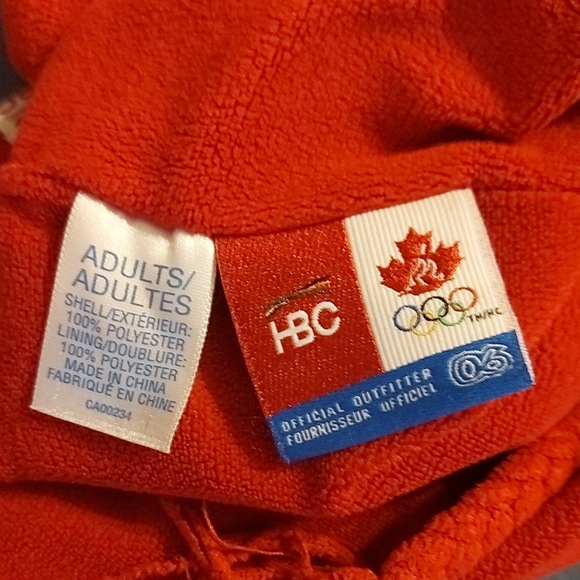 ADULTS/
ADULTES
SHELL/EXTÉRIEUR:
100% POLYESTER
LINING/DOUBLURE:
100% POLYESTER
MADE IN CHINA
FABRIQUÉ EN CHINE
CA00234
HBC
TM/MC
OFFICIAL OUTFITTER
FOURNISSEUR OFFICIEL
06